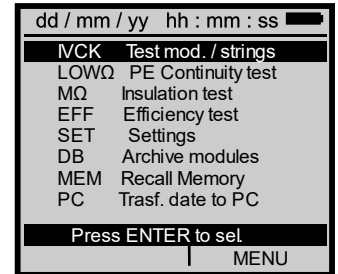 dd / mm / yy hh : mm : ss
IVCK Test mod. / strings
LOWΩ PE Continuity test
MΩ Insulation test
EFF Efficiency test
SET Settings
DB Archive modules
MEM Recall Memory
PC Trasf. date to PC
Press ENTER to sel.
MENU